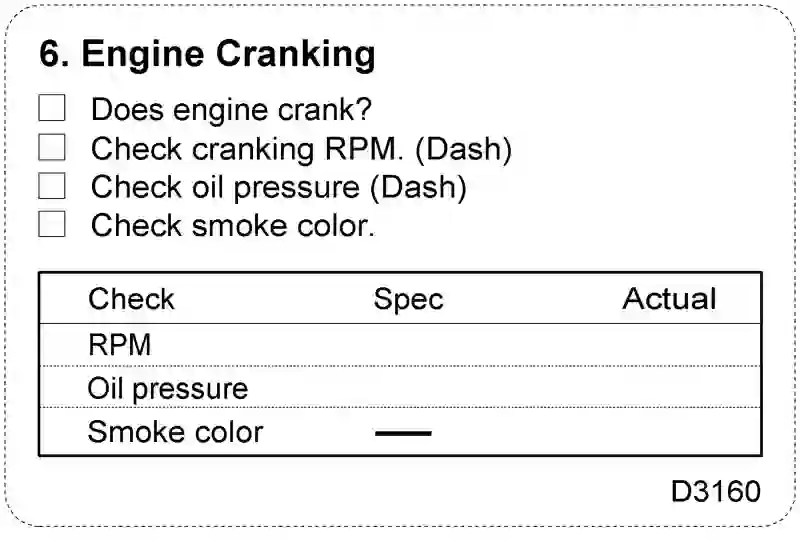 6. Engine Cranking
Does engine crank?
Check cranking RPM. (Dash)
Check oil pressure (Dash)
Check smoke color.
Check Spec Actual
RPM
Oil pressure
Smoke color —
D3160